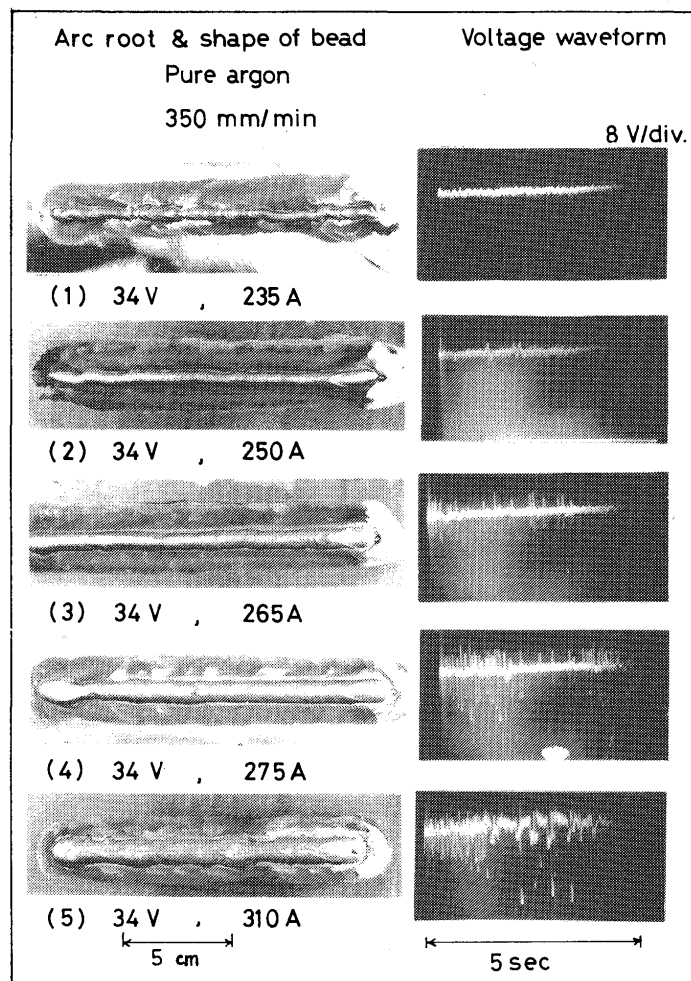 Arc root & shape of bead
Voltage waveform
Pure argon
350 mm/min
8 V/div.
(1) 34 V , 235 A
(2) 34 V , 250 A
(3) 34 V , 265 A
(4) 34 V , 275 A
(5) 34 V , 310 A
5 cm
5 sec